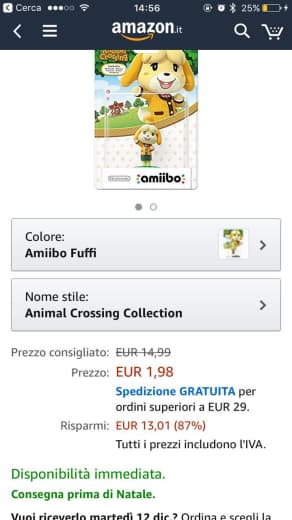 Cerca 14:56 25%
amazon.it
Animal Crossing
Nintendo amiibo
Colore:
Amiibo Fuffi
Nome stile:
Animal Crossing Collection
Prezzo consigliato: EUR 14,99
Prezzo: EUR 1,98
Spedizione GRATUITA per
ordini superiori a EUR 29.
Risparmi: EUR 13,01 (87%)
Tutti i prezzi includono l'IVA.
Disponibilità immediata.
Consegna prima di Natale.
Vuoi riceverlo martedì 12 dic.? Ordina e scegli la